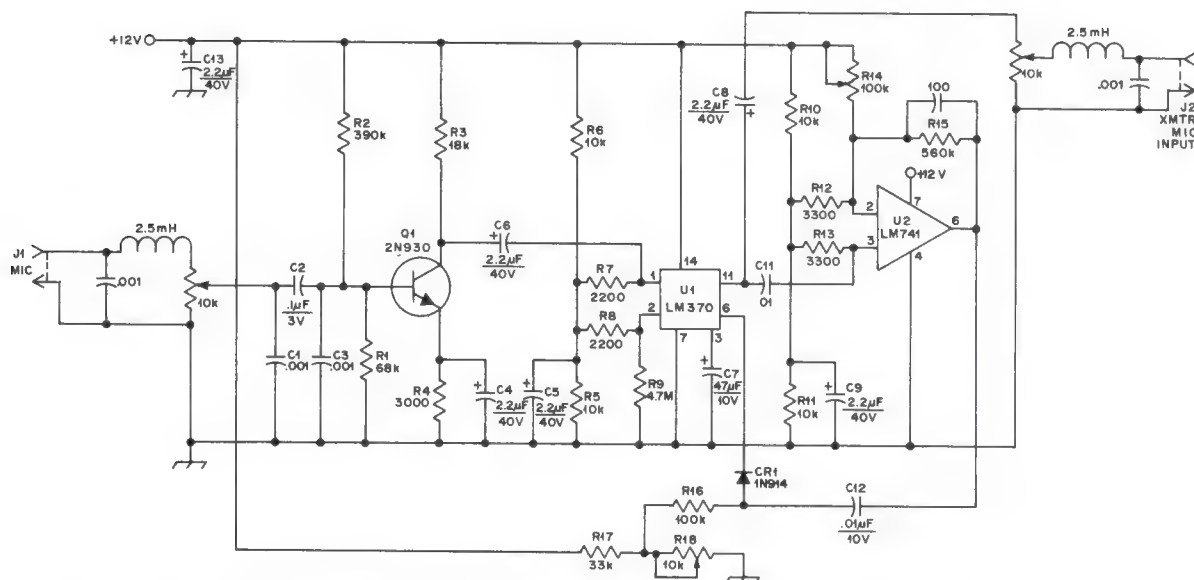 +12V
+
C13
2.2µF
40V
R2
390k
R3
18k
R6
10k
C8
2.2µF
40V
+
R10
10k
R14
100k
100
R15
560k
10k
2.5mH
.001
J2
XMTR
MIC
INPUT
+12V
R12
3300
R13
3300
2
3
7
U2
LM741
6
4
J1
MIC
2.5mH
.001
10k
C2
.1µF
3V
C1
.001
C3
.001
R1
68k
Q1
2N930
R4
3000
+
C4
2.2µF
40V
+
C6
2.2µF
40V
+
C5
2.2µF
40V
R5
10k
R7
2200
R8
2200
R9
4.7M
1
2
14
U1
LM370
11
6
7
3
+
C7
47µF
10V
C11
01
R11
10k
+
C9
2.2µF
40V
CR1
1N914
C12
.01µF
10V
R16
100k
R17
33k
R18
10k